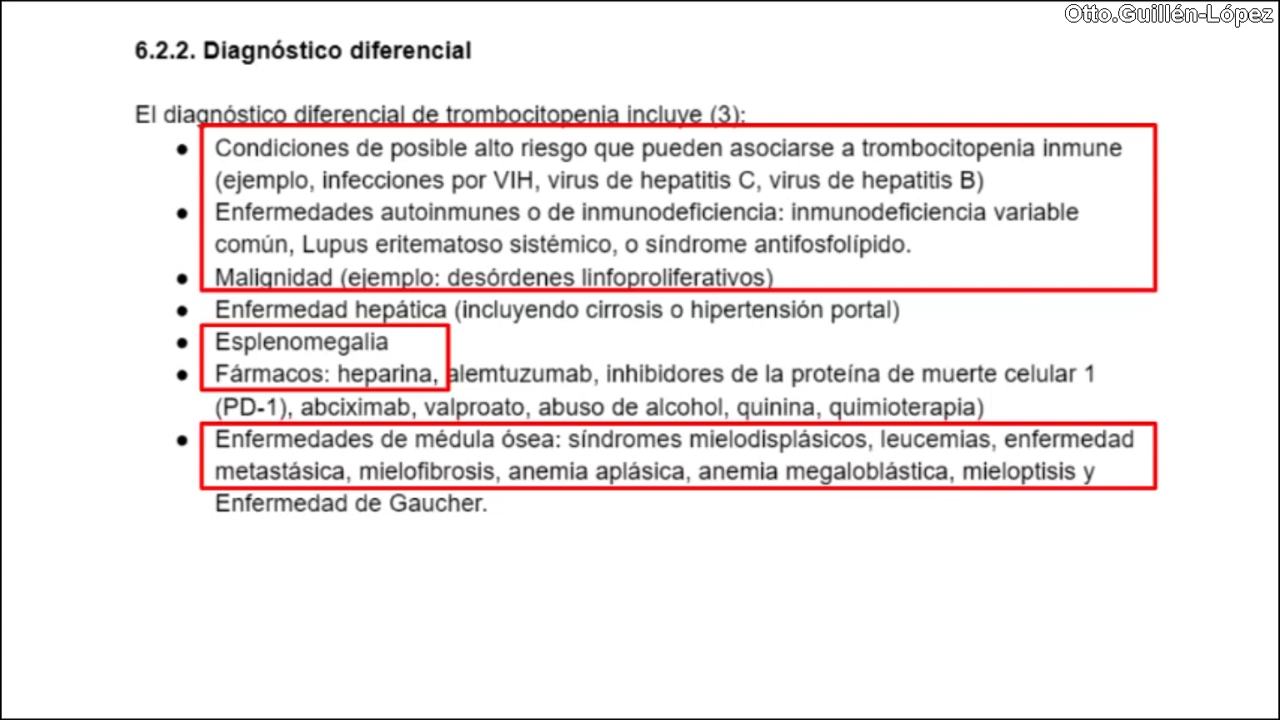 Otto.Guillén-López
6.2.2. Diagnóstico diferencial
El diagnóstico diferencial de trombocitopenia incluye (3):
● Condiciones de posible alto riesgo que pueden asociarse a trombocitopenia inmune
(ejemplo, infecciones por VIH, virus de hepatitis C, virus de hepatitis B)
● Enfermedades autoinmunes o de inmunodeficiencia: inmunodeficiencia variable
común, Lupus eritematoso sistémico, o síndrome antifosfolípido.
● Malignidad (ejemplo: desórdenes linfoproliferativos)
● Enfermedad hepática (incluyendo cirrosis o hipertensión portal)
● Esplenomegalia
● Fármacos: heparina, alemtuzumab, inhibidores de la proteína de muerte celular 1
(PD-1), abciximab, valproato, abuso de alcohol, quinina, quimioterapia)
● Enfermedades de médula ósea: síndromes mielodisplásicos, leucemias, enfermedad
metastásica, mielofibrosis, anemia aplásica, anemia megaloblástica, mieloptisis y
Enfermedad de Gaucher.